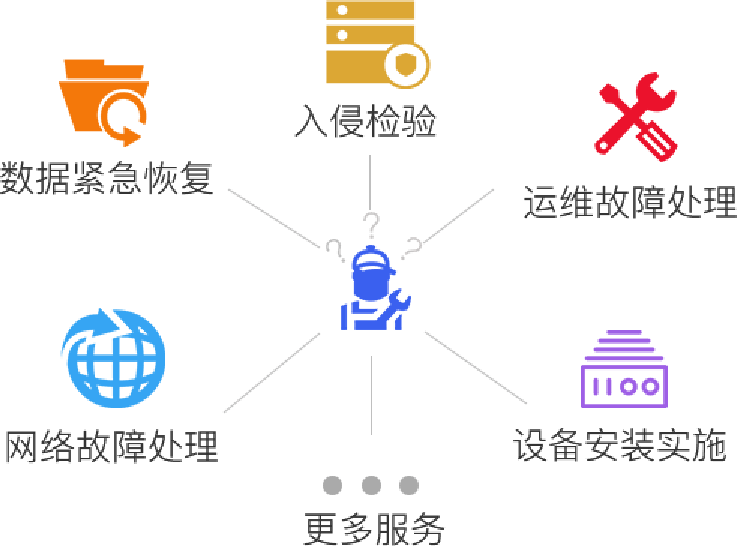 入侵检验
数据紧急恢复
运维故障处理
? ? ?
网络故障处理
设备安装实施
更多服务